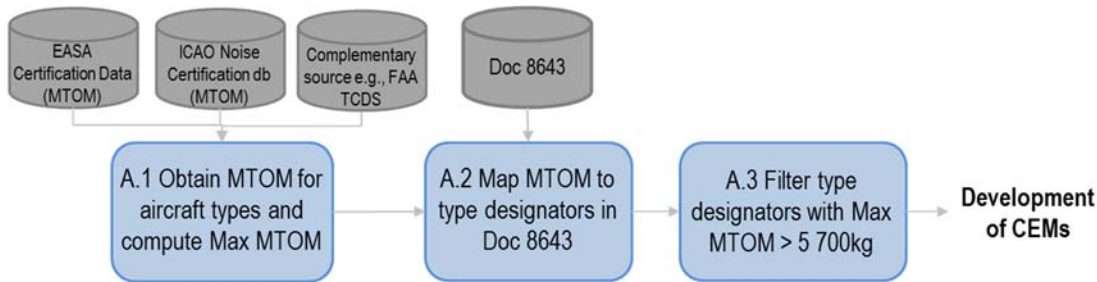 EASA
Certification Data
(MTOM)
ICAO Noise
Certification db
(MTOM)
Complementary
source e.g., FAA
TCDS
Doc 8643
A.1 Obtain MTOM for
aircraft types and
compute Max MTOM
A.2 Map MTOM to
type designators in
Doc 8643
A.3 Filter type
designators with Max
MTOM > 5 700kg
Development
of CEMs